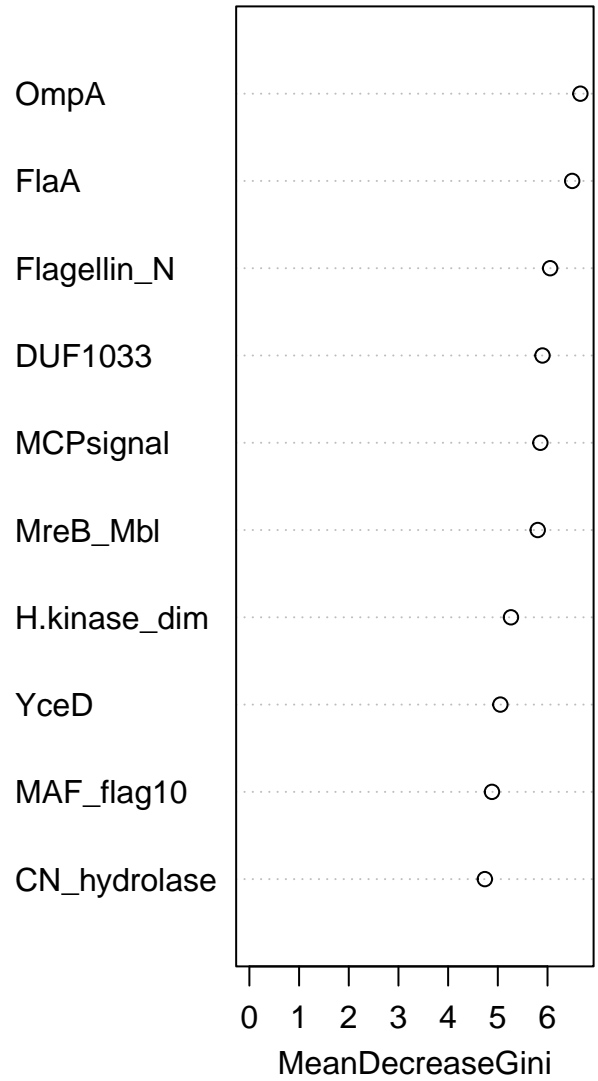 OmpA
FlaA
Flagellin_N
DUF1033
MCPsignal
MreB_Mbl
H.kinase_dim
YceD
MAF_flag10
CN_hydrolase
0 1 2 3 4 5 6
MeanDecreaseGini